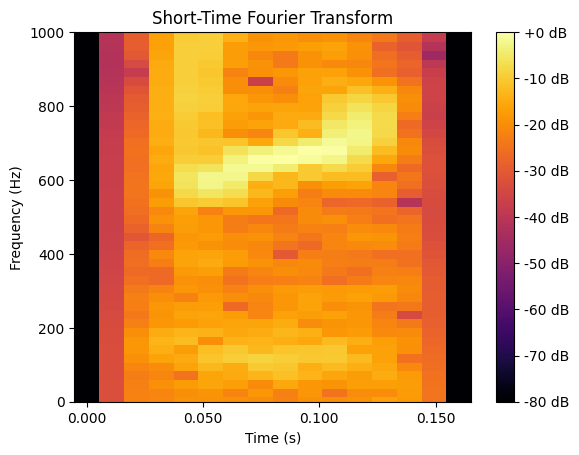 Short-Time Fourier Transform
1000
800
600
400
200
0
Frequency (Hz)
0.000
0.050
0.100
0.150
Time (s)
+0 dB
-10 dB
-20 dB
-30 dB
-40 dB
-50 dB
-60 dB
-70 dB
-80 dB